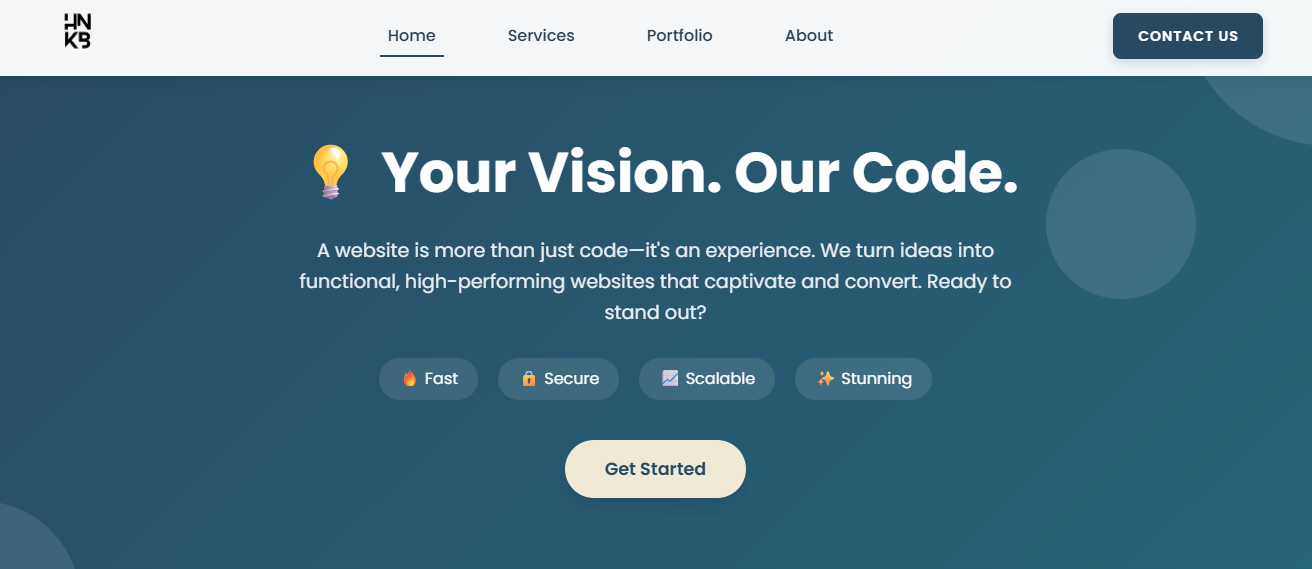 HN
KB
Home Services Portfolio About CONTACT US
Your Vision. Our Code.
A website is more than just code—it's an experience. We turn ideas into
functional, high-performing websites that captivate and convert. Ready to
stand out?
Fast Secure Scalable Stunning
Get Started